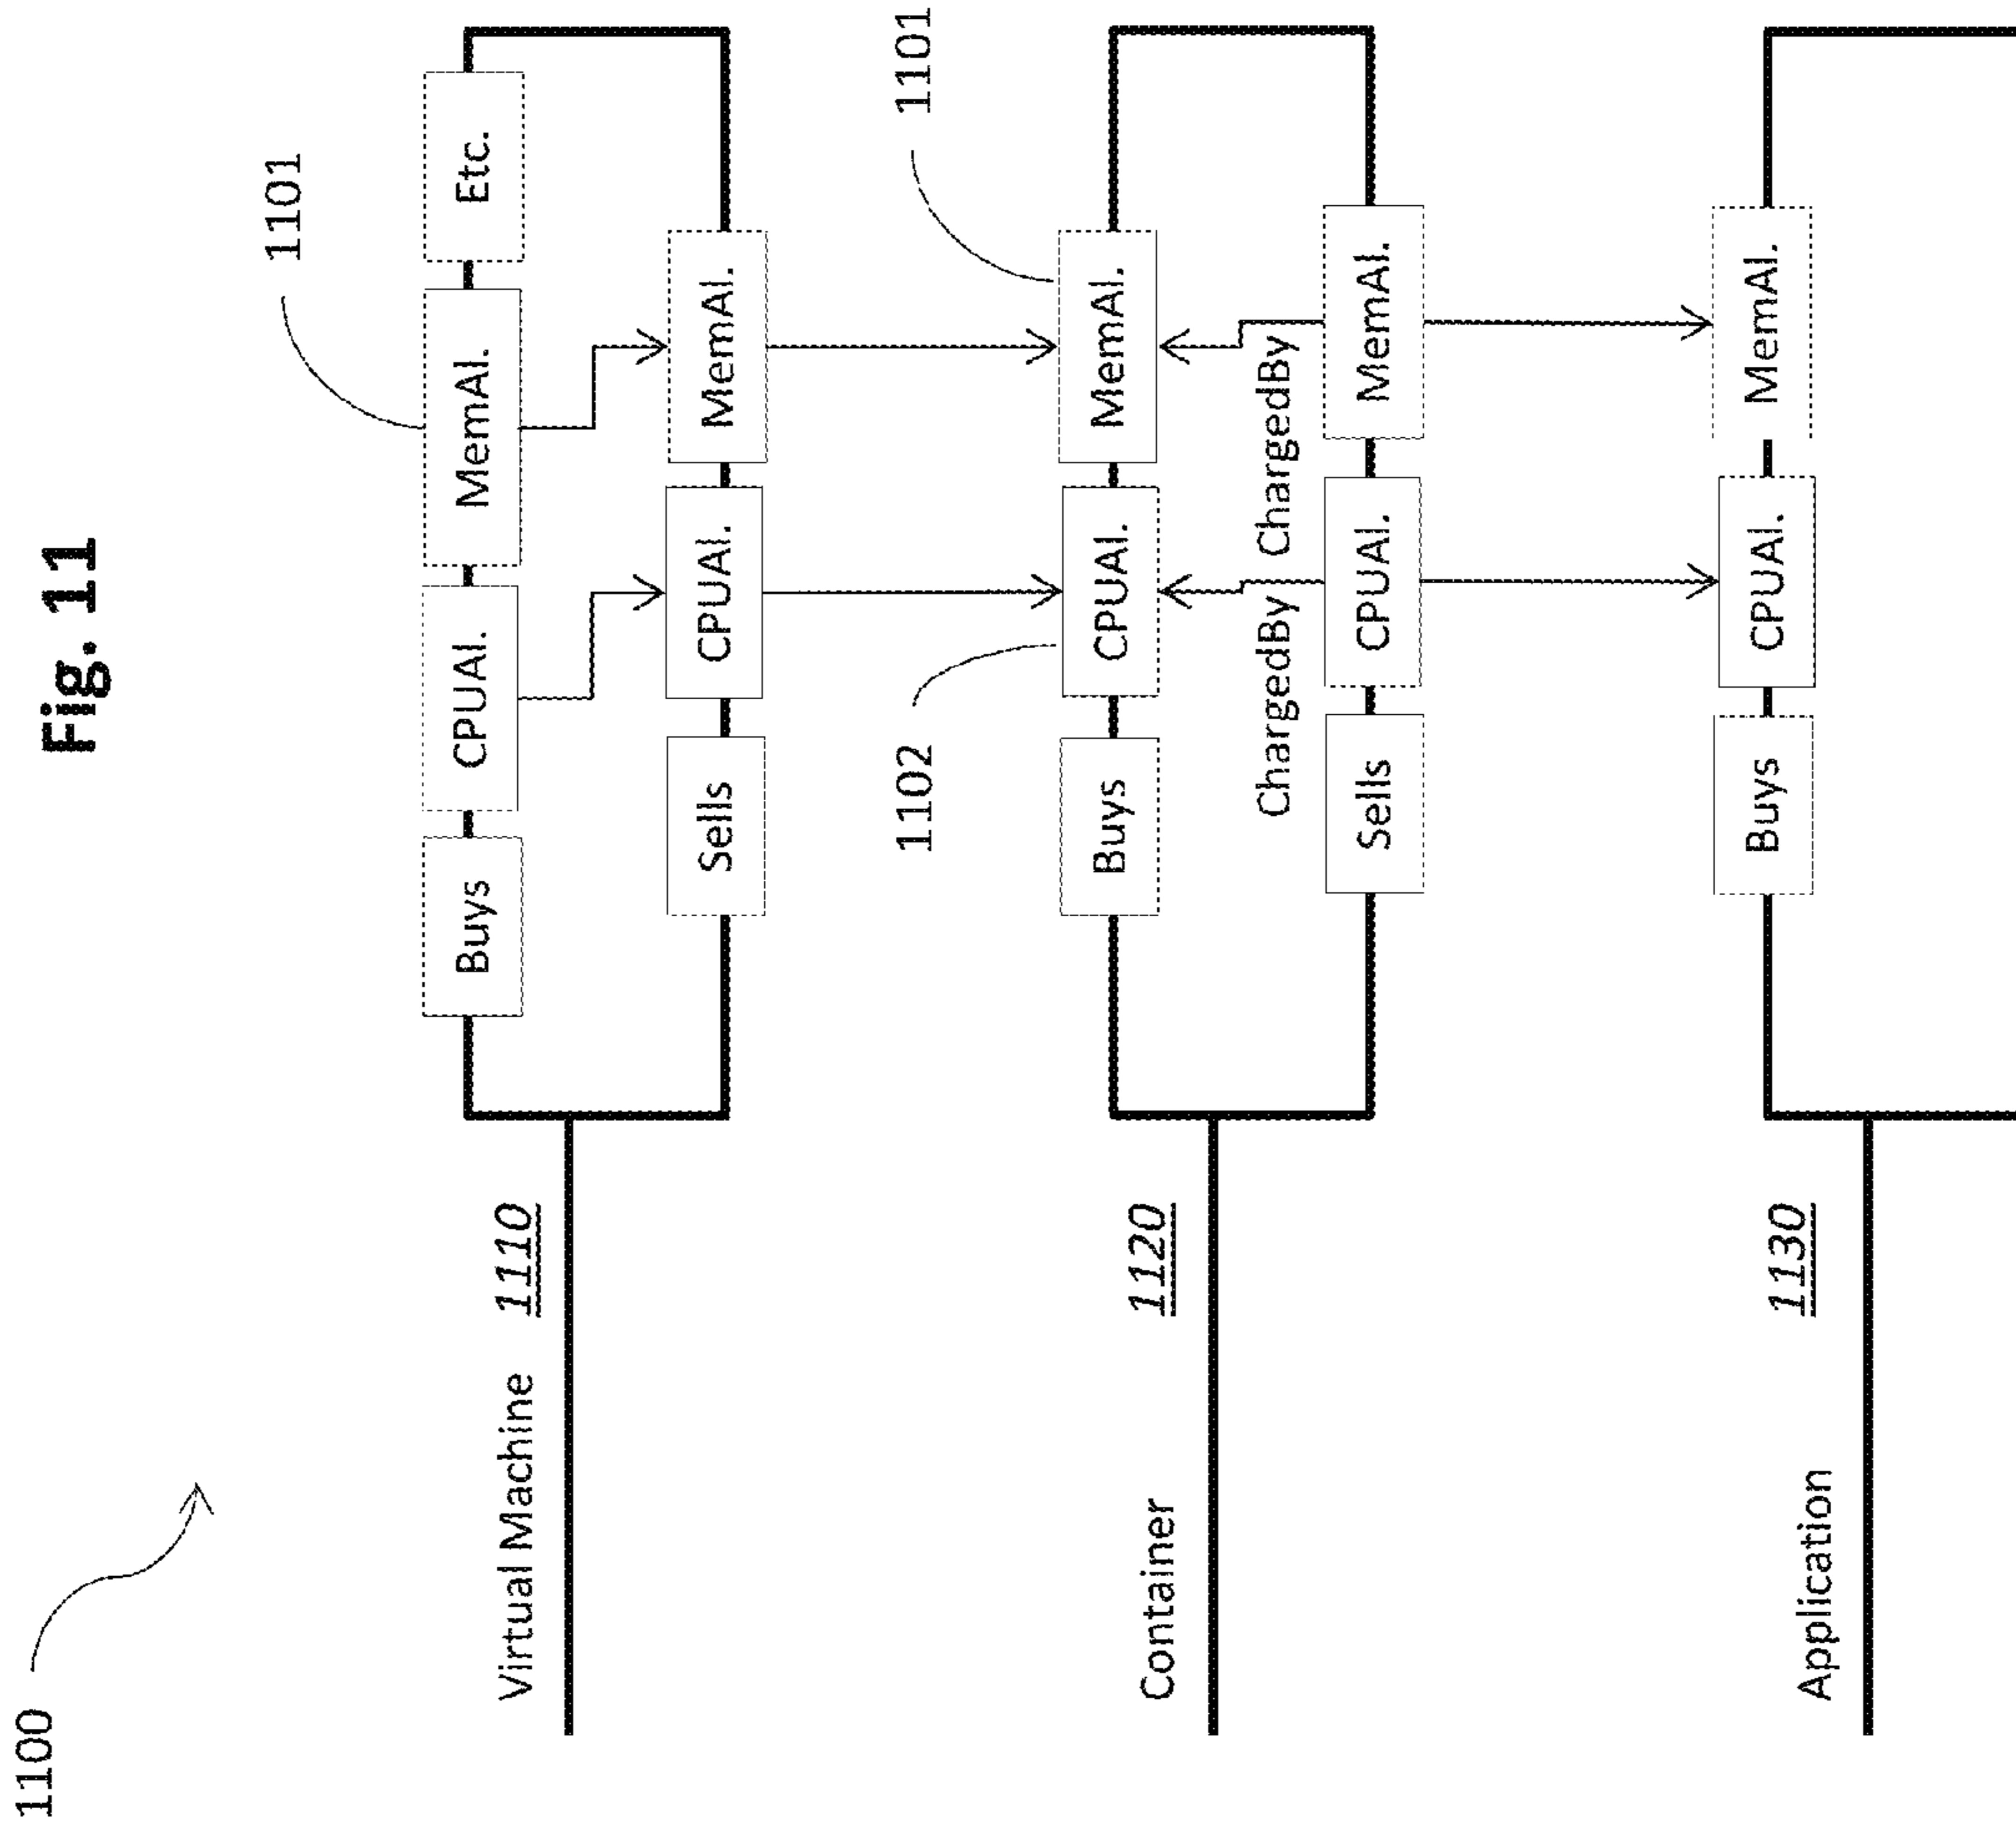 1100
Fig. 11
1101
Virtual Machine 1110
Buys CPUAl. MemAl. Etc.
Sells CPUAl. MemAl.
1102 1101
Container 1120
Buys CPUAl. MemAl.
ChargedBy ChargedBy
Sells CPUAl. MemAl.
Application 1130
Buys CPUAl. MemAl.